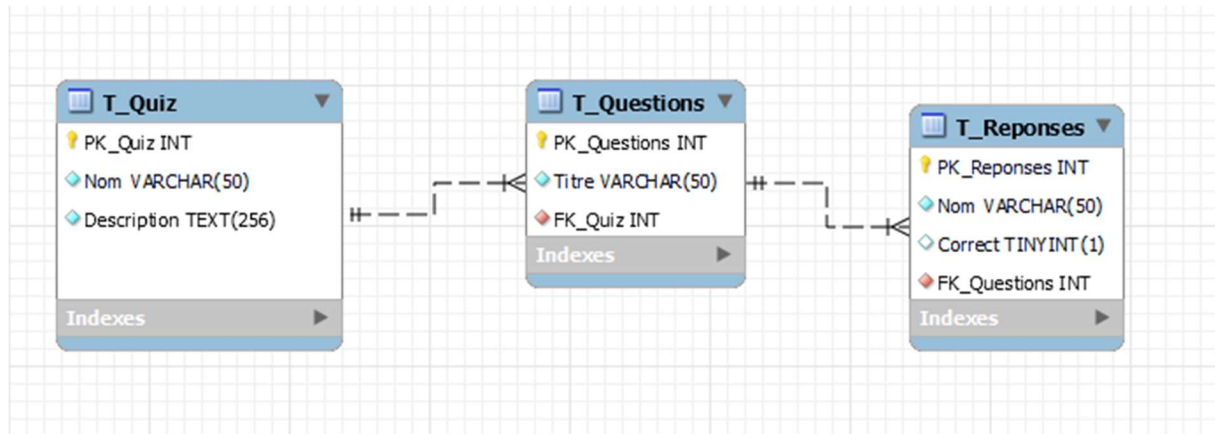 T_Quiz
PK_Quiz INT
Nom VARCHAR(50)
Description TEXT(256)
Indexes
T_Questions
PK_Questions INT
Titre VARCHAR(50)
FK_Quiz INT
Indexes
T_Reponses
PK_Reponses INT
Nom VARCHAR(50)
Correct TINYINT(1)
FK_Questions INT
Indexes